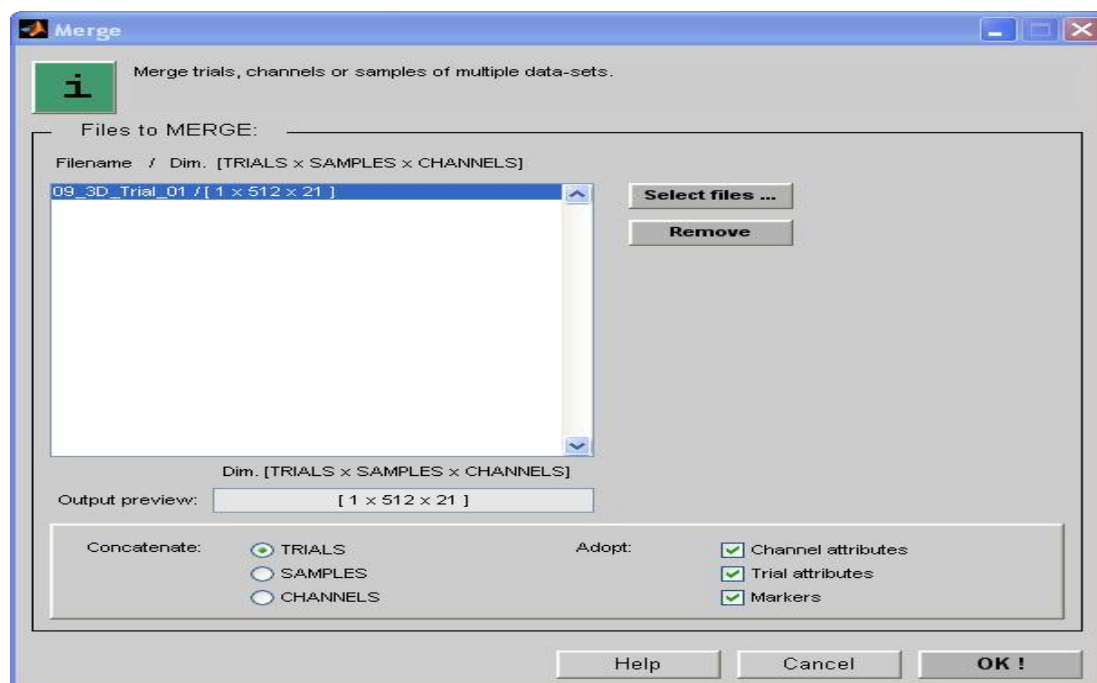 Merge
i
Merge trials, channels or samples of multiple data-sets.
Files to MERGE:
Filename / Dim. [TRIALS x SAMPLES x CHANNELS]
09_3D_Trial_01 / [ 1 x 512 x 21 ]
Select files ...
Remove
Dim. [TRIALS x SAMPLES x CHANNELS]
Output preview: [ 1 x 512 x 21 ]
Concatenate: TRIALS Adopt: Channel attributes
SAMPLES Trial attributes
CHANNELS Markers
Help Cancel OK !